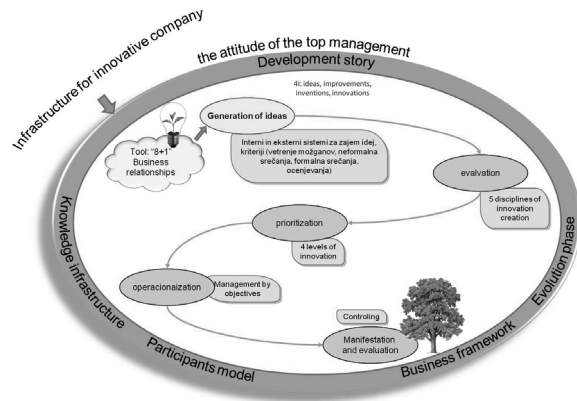 Infrastructure for innovative company
the attitude of the top management
Development story
4I: ideas, improvements,
inventions, innovations
Generation of ideas
Tool: "8+1"
Business
relationships
Interni in eksterni sistemi za zajem idej,
kriteriji (vetrenje možganov, neformalna
srečanja, formalna srečanja,
ocenjevanja)
evalvation
5 disciplines of
innovation
creation
prioritization
4 levels of
innovation
operacionaization
Management by
objectives
Controling
Manifestation
and evaluation
Knowledge infrastructure
Participants model
Business framework
Evolution phase